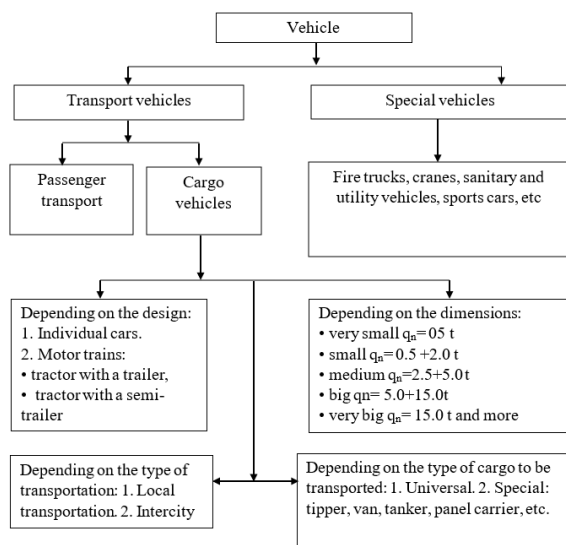 Vehicle
Transport vehicles
Special vehicles
Passenger
transport
Cargo
vehicles
Fire trucks, cranes, sanitary and
utility vehicles, sports cars, etc
Depending on the design:
1. Individual cars.
2. Motor trains:
• tractor with a trailer,
• tractor with a semi-
trailer
Depending on the dimensions:
• very small qₙ= 05 t
• small qₙ= 0.5 +2.0 t
• medium qₙ=2.5+5.0 t
• big qn= 5.0+15.0t
• very big qₙ= 15.0 t and more
Depending on the type of
transportation: 1. Local
transportation. 2. Intercity
Depending on the type of cargo to be
transported: 1. Universal. 2. Special:
tipper, van, tanker, panel carrier, etc.